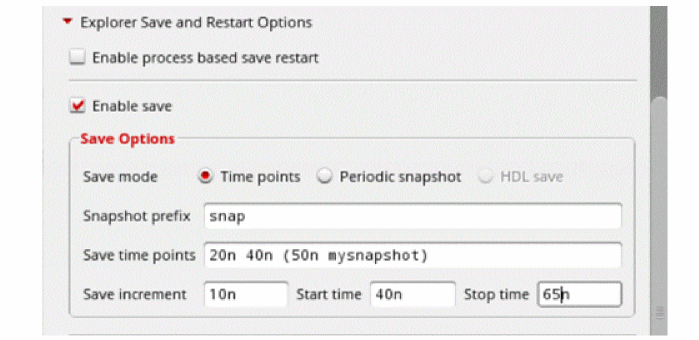 Explorer Save and Restart Options
Enable process based save restart
Enable save
Save Options
Save mode Time points Periodic snapshot HDL save
Snapshot prefix snap
Save time points 20n 40n (50n mysnapshot)
Save increment 10n Start time 40n Stop time 65n